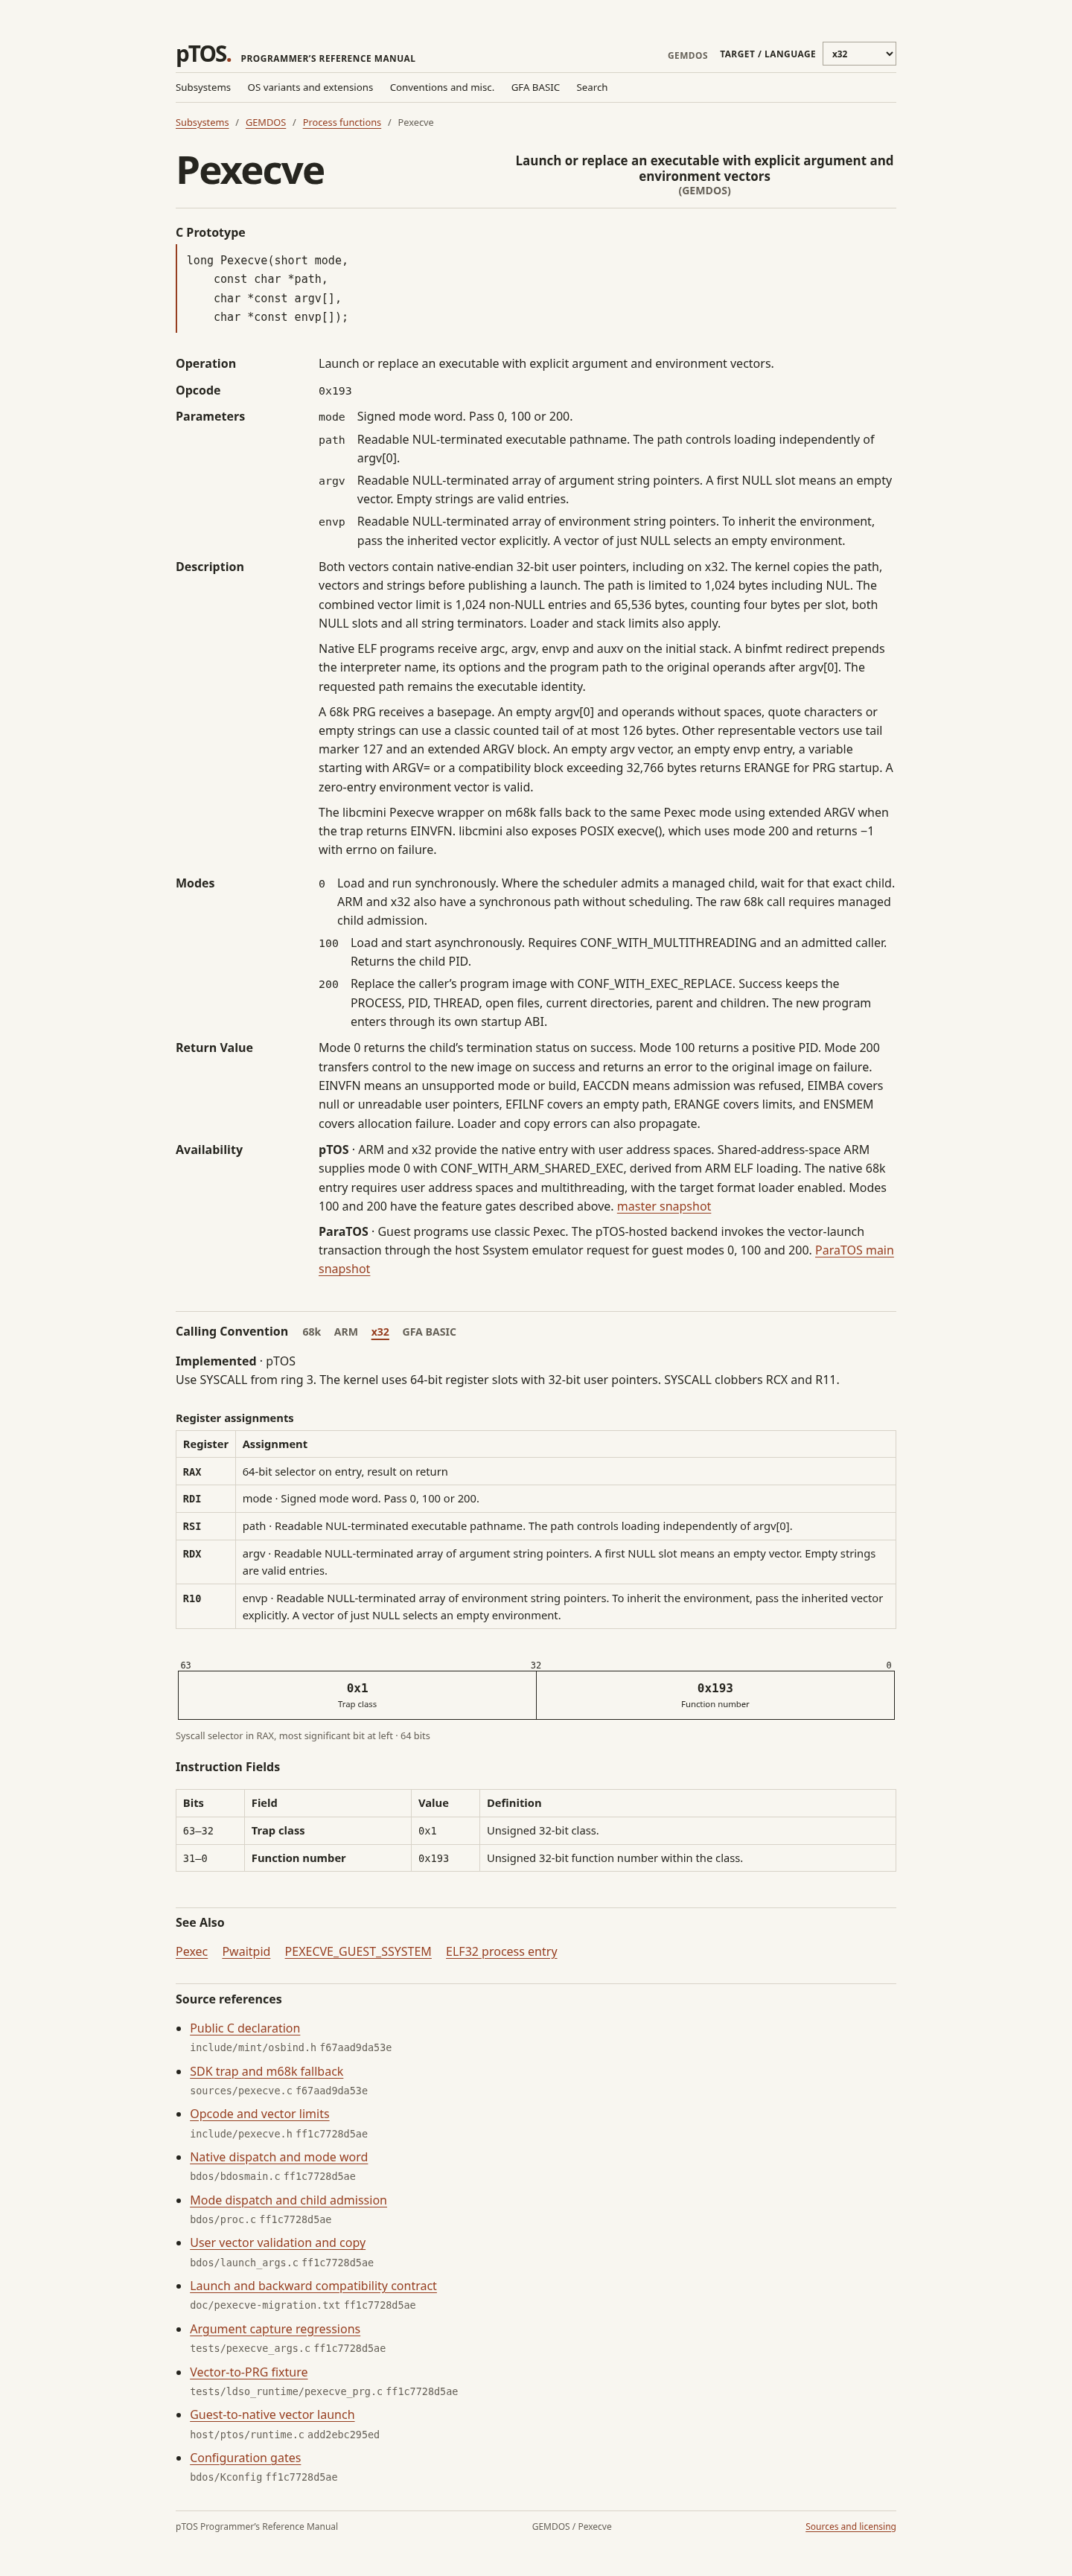 pTOS. PROGRAMMER'S REFERENCE MANUAL GEMDOS TARGET / LANGUAGE x32
Subsystems OS variants and extensions Conventions and misc. GFA BASIC Search
Subsystems / GEMDOS / Process functions / Pexecve
Pexecve
Launch or replace an executable with explicit argument and
environment vectors
(GEMDOS)
C Prototype
long Pexecve(short mode,
const char *path,
char *const argv[],
char *const envp[]);
Operation Launch or replace an executable with explicit argument and environment vectors.
Opcode 0x193
Parameters mode Signed mode word. Pass 0, 100 or 200.
path Readable NUL-terminated executable pathname. The path controls loading independently of
argv[0].
argv Readable NULL-terminated array of argument string pointers. A first NULL slot means an empty
vector. Empty strings are valid entries.
envp Readable NULL-terminated array of environment string pointers. To inherit the environment,
pass the inherited vector explicitly. A vector of just NULL selects an empty environment.
Description Both vectors contain native-endian 32-bit user pointers, including on x32. The kernel copies the path,
vectors and strings before publishing a launch. The path is limited to 1,024 bytes including NUL. The
combined vector limit is 1,024 non-NULL entries and 65,536 bytes, counting four bytes per slot, both
NULL slots and all string terminators. Loader and stack limits also apply.
Native ELF programs receive argc, argv, envp and auxv on the initial stack. A binfmt redirect prepends
the interpreter name, its options and the program path to the original operands after argv[0]. The
requested path remains the executable identity.
A 68k PRG receives a basepage. An empty argv[0] and operands without spaces, quote characters or
empty strings can use a classic counted tail of at most 126 bytes. Other representable vectors use tail
marker 127 and an extended ARGV block. An empty argv vector, an empty envp entry, a variable
starting with ARGV= or a compatibility block exceeding 32,766 bytes returns ERANGE for PRG startup. A
zero-entry environment vector is valid.
The libcmini Pexecve wrapper on m68k falls back to the same Pexec mode using extended ARGV when
the trap returns EINVFN. libcmini also exposes POSIX execve(), which uses mode 200 and returns −1
with errno on failure.
Modes 0 Load and run synchronously. Where the scheduler admits a managed child, wait for that exact child.
ARM and x32 also have a synchronous path without scheduling. The raw 68k call requires managed
child admission.
100 Load and start asynchronously. Requires CONF_WITH_MULTITHREADING and an admitted caller.
Returns the child PID.
200 Replace the caller's program image with CONF_WITH_EXEC_REPLACE. Success keeps the
PROCESS, PID, THREAD, open files, current directories, parent and children. The new program
enters through its own startup ABI.
Return Value Mode 0 returns the child's termination status on success. Mode 100 returns a positive PID. Mode 200
transfers control to the new image on success and returns an error to the original image on failure.
EINVFN means an unsupported mode or build, EACCDN means admission was refused, EIMBA covers
null or unreadable user pointers, EFILNF covers an empty path, ERANGE covers limits, and ENSMEM
covers allocation failure. Loader and copy errors can also propagate.
Availability pTOS · ARM and x32 provide the native entry with user address spaces. Shared-address-space ARM
supplies mode 0 with CONF_WITH_ARM_SHARED_EXEC, derived from ARM ELF loading. The native 68k
entry requires user address spaces and multithreading, with the target format loader enabled. Modes
100 and 200 have the feature gates described above. master snapshot
ParaTOS · Guest programs use classic Pexec. The pTOS-hosted backend invokes the vector-launch
transaction through the host Ssystem emulator request for guest modes 0, 100 and 200. ParaTOS main
snapshot
Calling Convention 68k ARM x32 GFA BASIC
Implemented · pTOS
Use SYSCALL from ring 3. The kernel uses 64-bit register slots with 32-bit user pointers. SYSCALL clobbers RCX and R11.
Register assignments
Register Assignment
RAX 64-bit selector on entry, result on return
RDI mode · Signed mode word. Pass 0, 100 or 200.
RSI path · Readable NUL-terminated executable pathname. The path controls loading independently of argv[0].
RDX argv · Readable NULL-terminated array of argument string pointers. A first NULL slot means an empty vector. Empty strings
are valid entries.
R10 envp · Readable NULL-terminated array of environment string pointers. To inherit the environment, pass the inherited vector
explicitly. A vector of just NULL selects an empty environment.
63 32 0
0x1 0x193
Trap class Function number
Syscall selector in RAX, most significant bit at left · 64 bits
Instruction Fields
Bits Field Value Definition
63–32 Trap class 0x1 Unsigned 32-bit class.
31–0 Function number 0x193 Unsigned 32-bit function number within the class.
See Also
Pexec Pwaitpid PEXECVE_GUEST_SSYSTEM ELF32 process entry
Source references
Public C declaration
include/mint/osbind.h f67aad9da53e
SDK trap and m68k fallback
sources/pexecve.c f67aad9da53e
Opcode and vector limits
include/pexecve.h ff1c7728d5ae
Native dispatch and mode word
bdos/bdosmain.c ff1c7728d5ae
Mode dispatch and child admission
bdos/proc.c ff1c7728d5ae
User vector validation and copy
bdos/launch_args.c ff1c7728d5ae
Launch and backward compatibility contract
doc/pexecve-migration.txt ff1c7728d5ae
Argument capture regressions
tests/pexecve_args.c ff1c7728d5ae
Vector-to-PRG fixture
tests/ldso_runtime/pexecve_prg.c ff1c7728d5ae
Guest-to-native vector launch
host/ptos/runtime.c add2ebc295ed
Configuration gates
bdos/Kconfig ff1c7728d5ae
pTOS Programmer's Reference Manual GEMDOS / Pexecve Sources and licensing